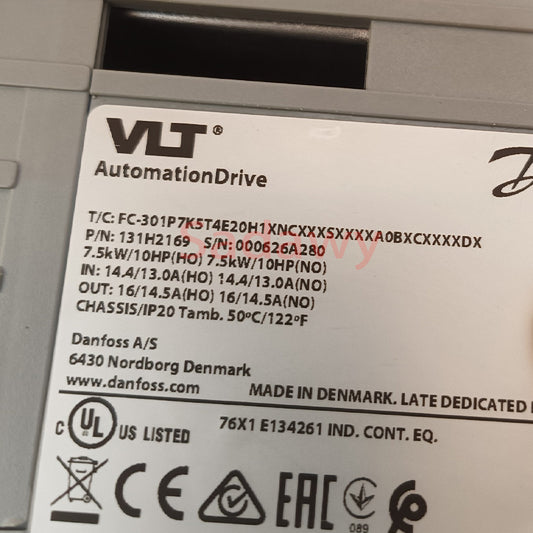 VLT®
AutomationDrive
T/C: FC-301P7K5T4E20H1XNCXXXSXXXXA0BXCXXXXDX
P/N: 131H2169 S/N: 000626A280
7.5kW/10HP(HO) 7.5kW/10HP(NO)
IN: 14.4/13.0A(HO) 14.4/13.0A(NO)
OUT: 16/14.5A(HO) 16/14.5A(NO)
CHASSIS/IP20 Tamb. 50ºC/122ºF
Sadawy
Danfoss A/S
6430 Nordborg Denmark
www.danfoss.com
MADE IN DENMARK. LATE DEDICATED
C UL US LISTED 76X1 E134261 IND. CONT. EQ.
CE EAC
089